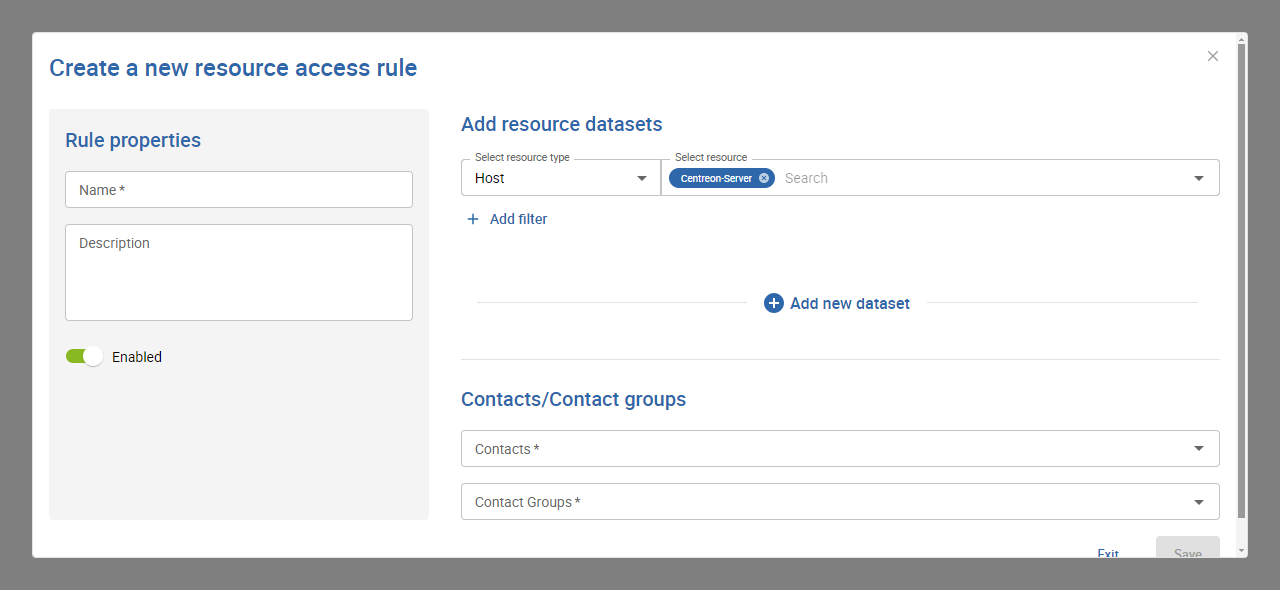 Create a new resource access rule
Rule properties
Name *
Description
Enabled
Add resource datasets
Select resource type
Host
Select resource
Centreon-Server
Search
Add filter
Add new dataset
Contacts/Contact groups
Contacts *
Contact Groups *
Exit
Save